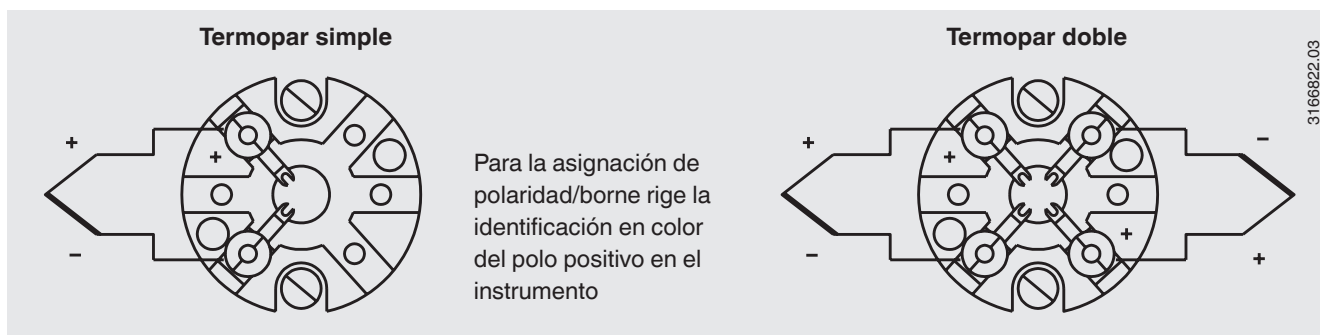 Termopar simple
+
+
−
Para la asignación de
polaridad/borne rige la
identificación en color
del polo positivo en el
instrumento
Termopar doble
+
+
−
−
+
+
3166822.03